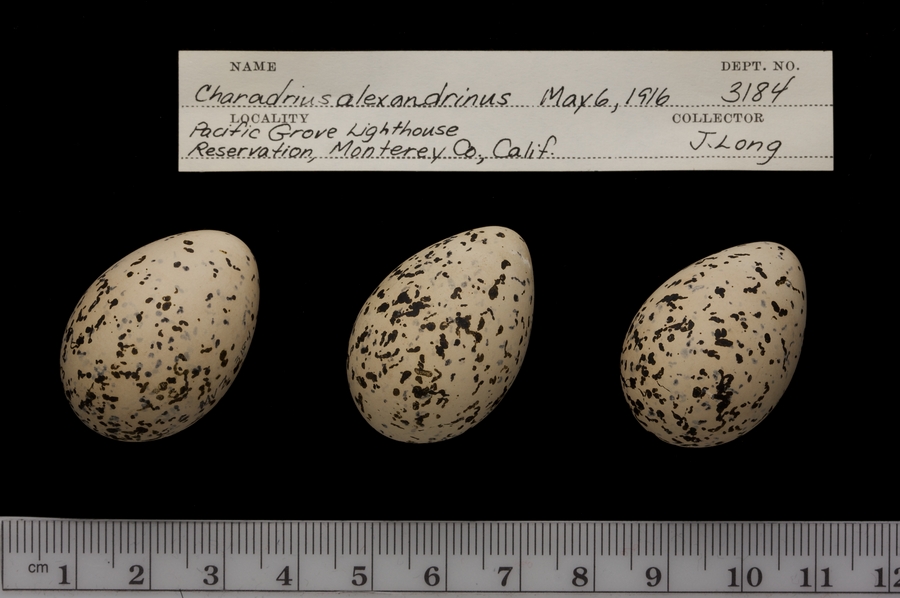 NAME DEPT. NO.
Charadrius alexandrinus May 6, 1916 3184
LOCALITY COLLECTOR
Pacific Grove Lighthouse
Reservation, Monterey Co., Calif. J. Long
cm 1 2 3 4 5 6 7 8 9 10 11 12